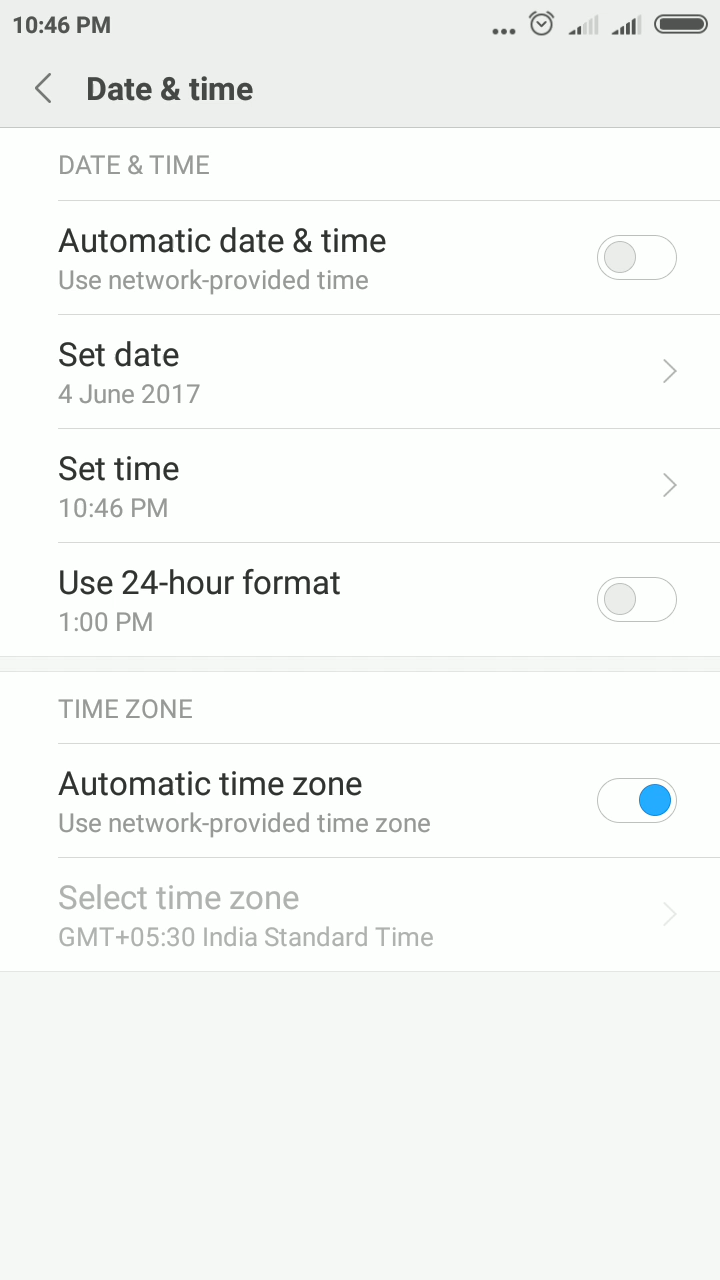 10:46 PM
Date & time
DATE & TIME
Automatic date & time
Use network-provided time
Set date
4 June 2017
Set time
10:46 PM
Use 24-hour format
1:00 PM
TIME ZONE
Automatic time zone
Use network-provided time zone
Select time zone
GMT+05:30 India Standard Time